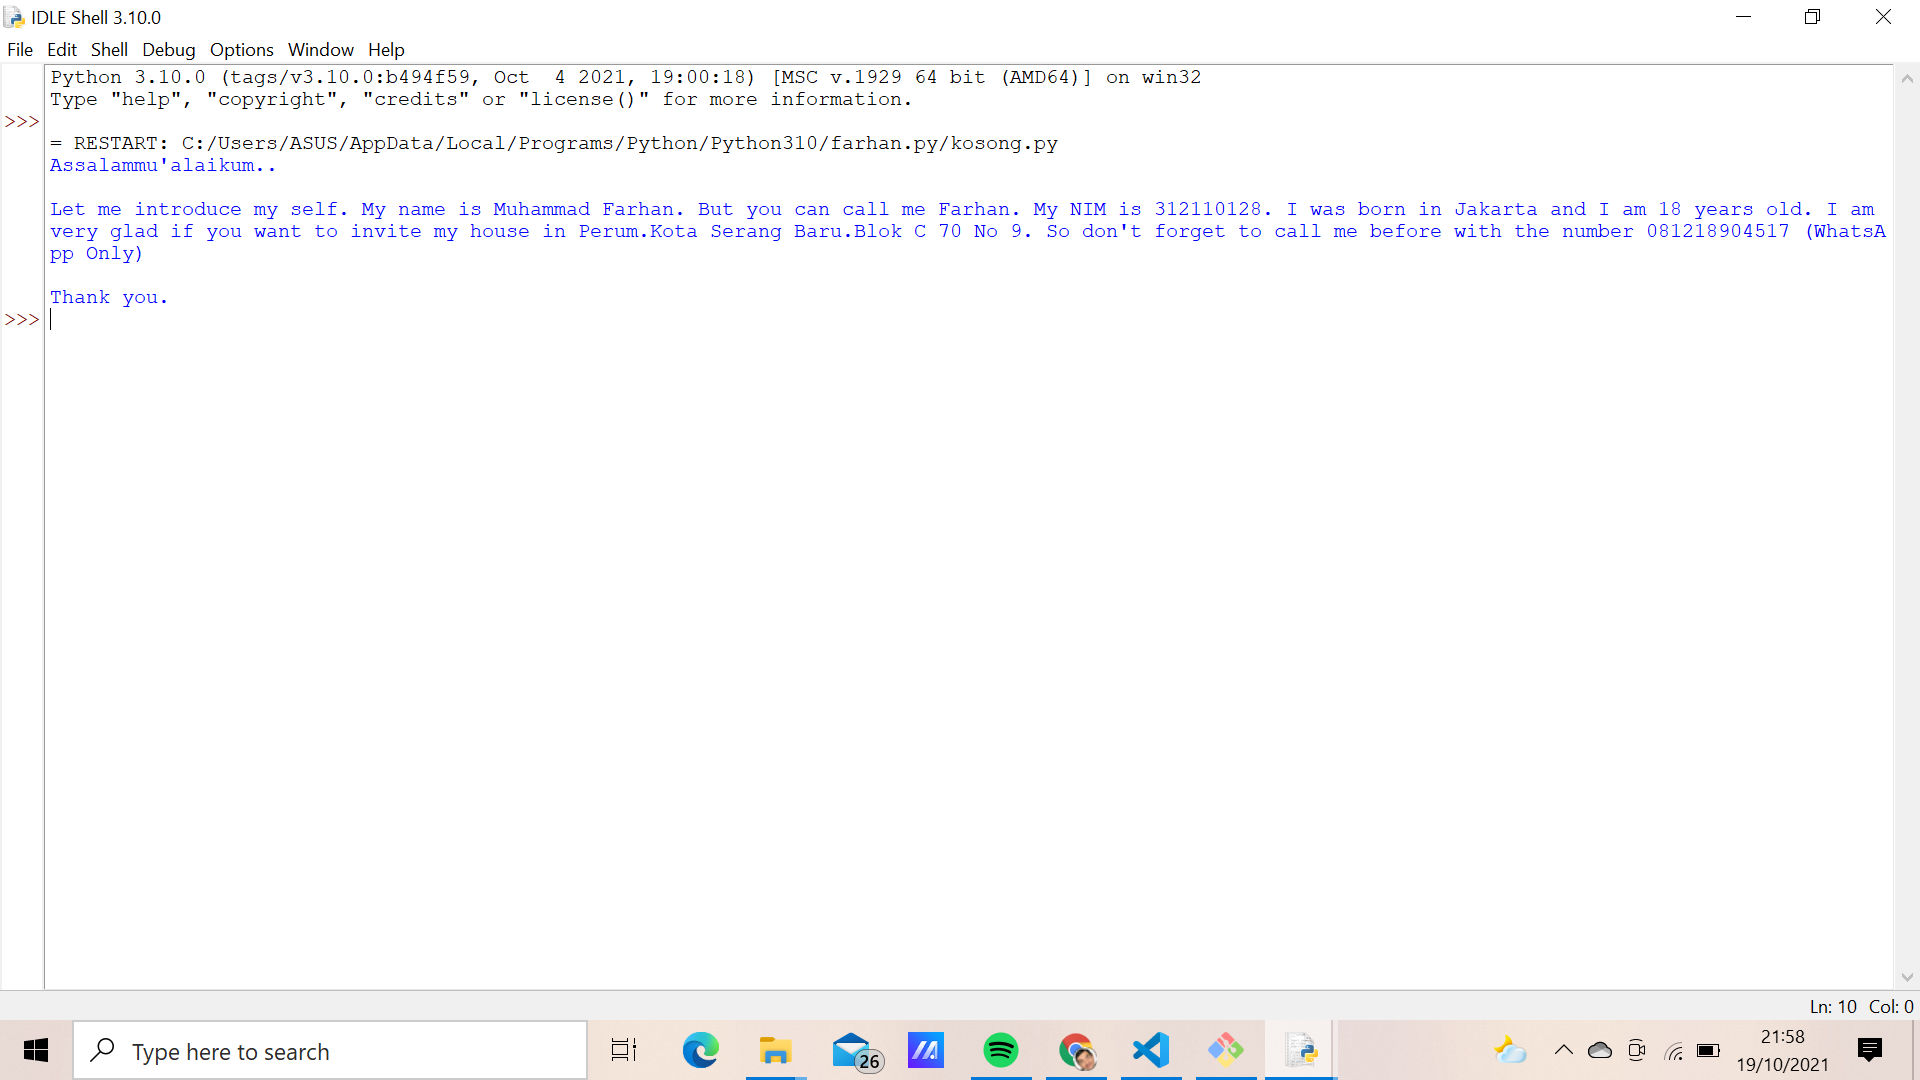 IDLE Shell 3.10.0
File Edit Shell Debug Options Window Help
Python 3.10.0 (tags/v3.10.0:b494f59, Oct  4 2021, 19:00:18) [MSC v.1929 64 bit (AMD64)] on win32
Type "help", "copyright", "credits" or "license()" for more information.
>>>
= RESTART: C:/Users/ASUS/AppData/Local/Programs/Python/Python310/farhan.py/kosong.py
Assalammu'alaikum..
Let me introduce my self. My name is Muhammad Farhan. But you can call me Farhan. My NIM is 312110128. I was born in Jakarta and I am 18 years old. I am
very glad if you want to invite my house in Perum.Kota Serang Baru.Blok C 70 No 9. So don't forget to call me before with the number 081218904517 (WhatsA
pp Only)
Thank you.
>>>
Ln: 10 Col: 0
Type here to search
26
21:58
19/10/2021